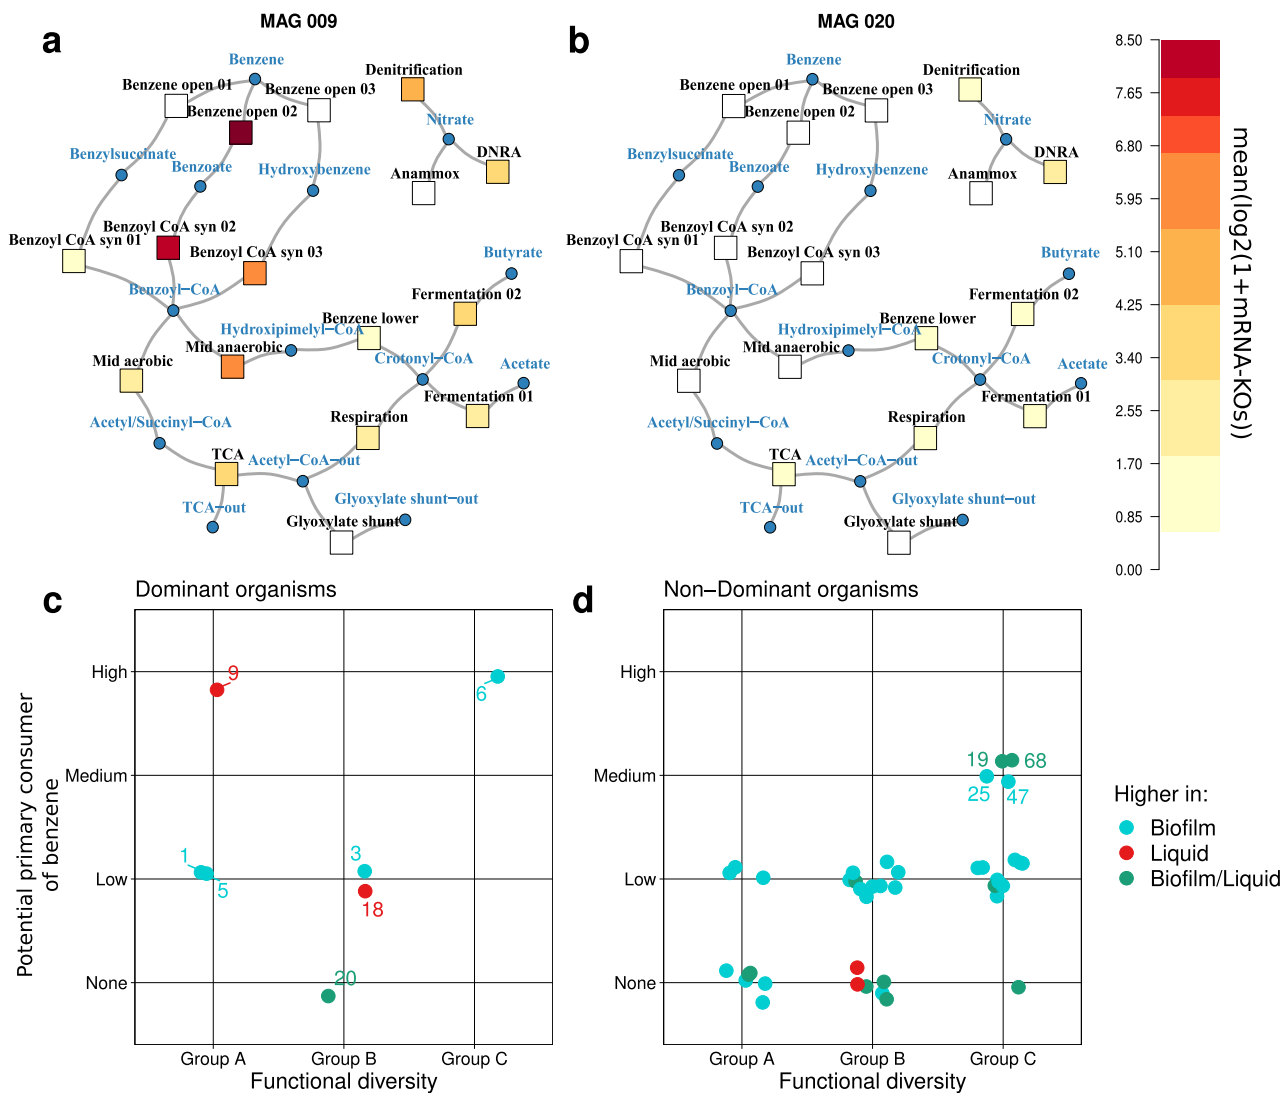 a
MAG 009
Benzene
Benzene open 01
Benzene open 03
Benzene open 02
Denitrification
Nitrate
Benzylsuccinate
Benzoate
Hydroxybenzene
DNRA
Anammox
Benzoyl CoA syn 02
Benzoyl CoA syn 01
Benzoyl CoA syn 03
Butyrate
Benzoyl−CoA
Fermentation 02
Benzene lower
Hydroxipimelyl−CoA
Mid anaerobic
Mid aerobic
Crotonyl−CoA
Acetate
Fermentation 01
Acetyl/Succinyl−CoA
Respiration
TCA
Acetyl−CoA−out
TCA−out
Glyoxylate shunt−out
Glyoxylate shunt
b
MAG 020
Benzene
Benzene open 01
Benzene open 03
Benzene open 02
Denitrification
Nitrate
Benzylsuccinate
Benzoate
Hydroxybenzene
DNRA
Anammox
Benzoyl CoA syn 02
Benzoyl CoA syn 01
Benzoyl CoA syn 03
Butyrate
Benzoyl−CoA
Fermentation 02
Benzene lower
Hydroxipimelyl−CoA
Mid anaerobic
Mid aerobic
Crotonyl−CoA
Acetate
Fermentation 01
Acetyl/Succinyl−CoA
Respiration
TCA
Acetyl−CoA−out
TCA−out
Glyoxylate shunt−out
Glyoxylate shunt
8.50
7.65
6.80
5.95
5.10
4.25
3.40
2.55
1.70
0.85
0.00
mean(log2(1+mRNA-KOs))
c
Dominant organisms
Potential primary consumer
of benzene
High
Medium
Low
None
9
6
1
5
3
18
20
Group A
Group B
Group C
Functional diversity
d
Non−Dominant organisms
High
Medium
Low
None
19
68
25
47
Group A
Group B
Group C
Functional diversity
Higher in:
Biofilm
Liquid
Biofilm/Liquid